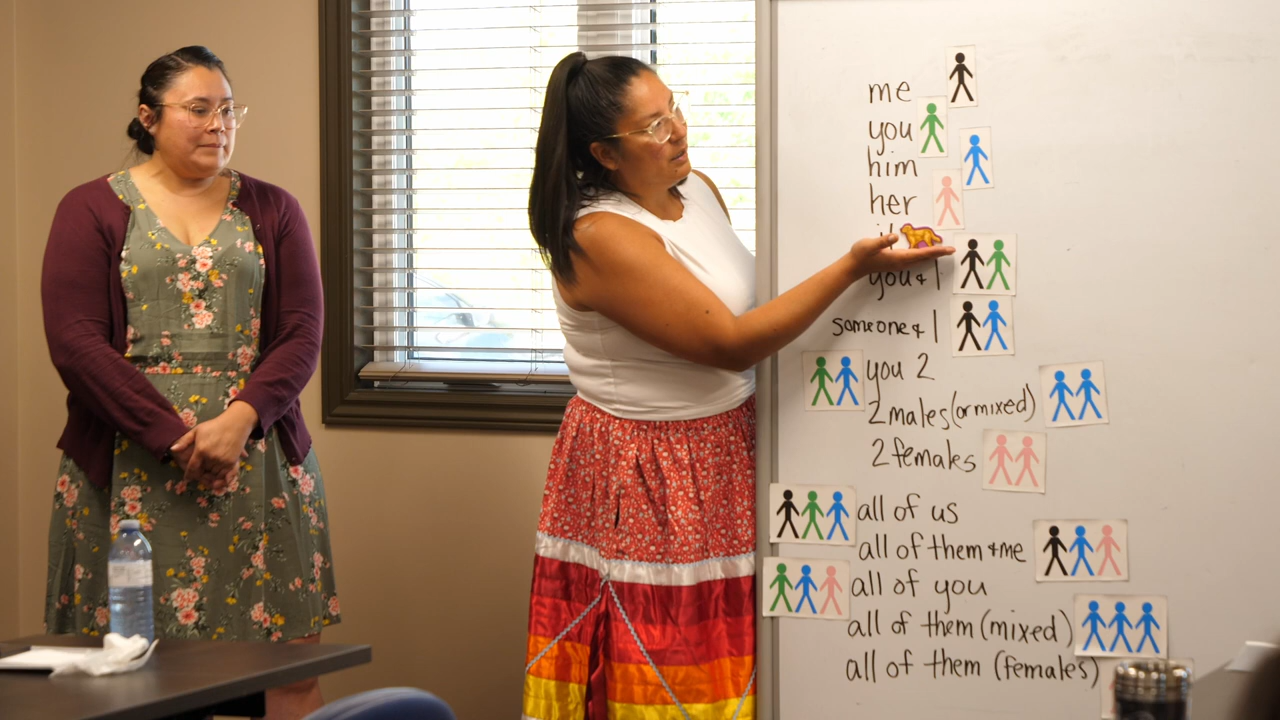 me
you
him
her
you & I
someone & I
you 2
2 males (or mixed)
2 females
all of us
all of them & me
all of you
all of them (mixed)
all of them (females)